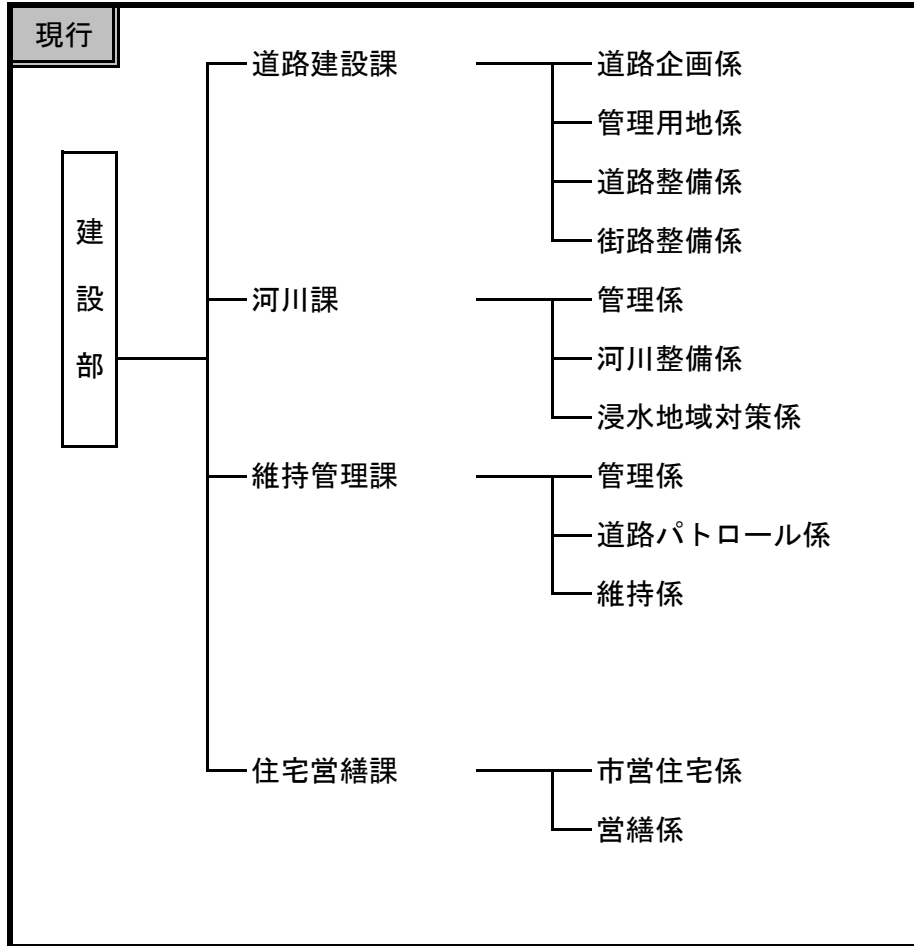 現行
建設部
道路建設課
道路企画係
管理用地係
道路整備係
街路整備係
河川課
管理係
河川整備係
浸水地域対策係
維持管理課
管理係
道路パトロール係
維持係
住宅営繕課
市営住宅係
営繕係